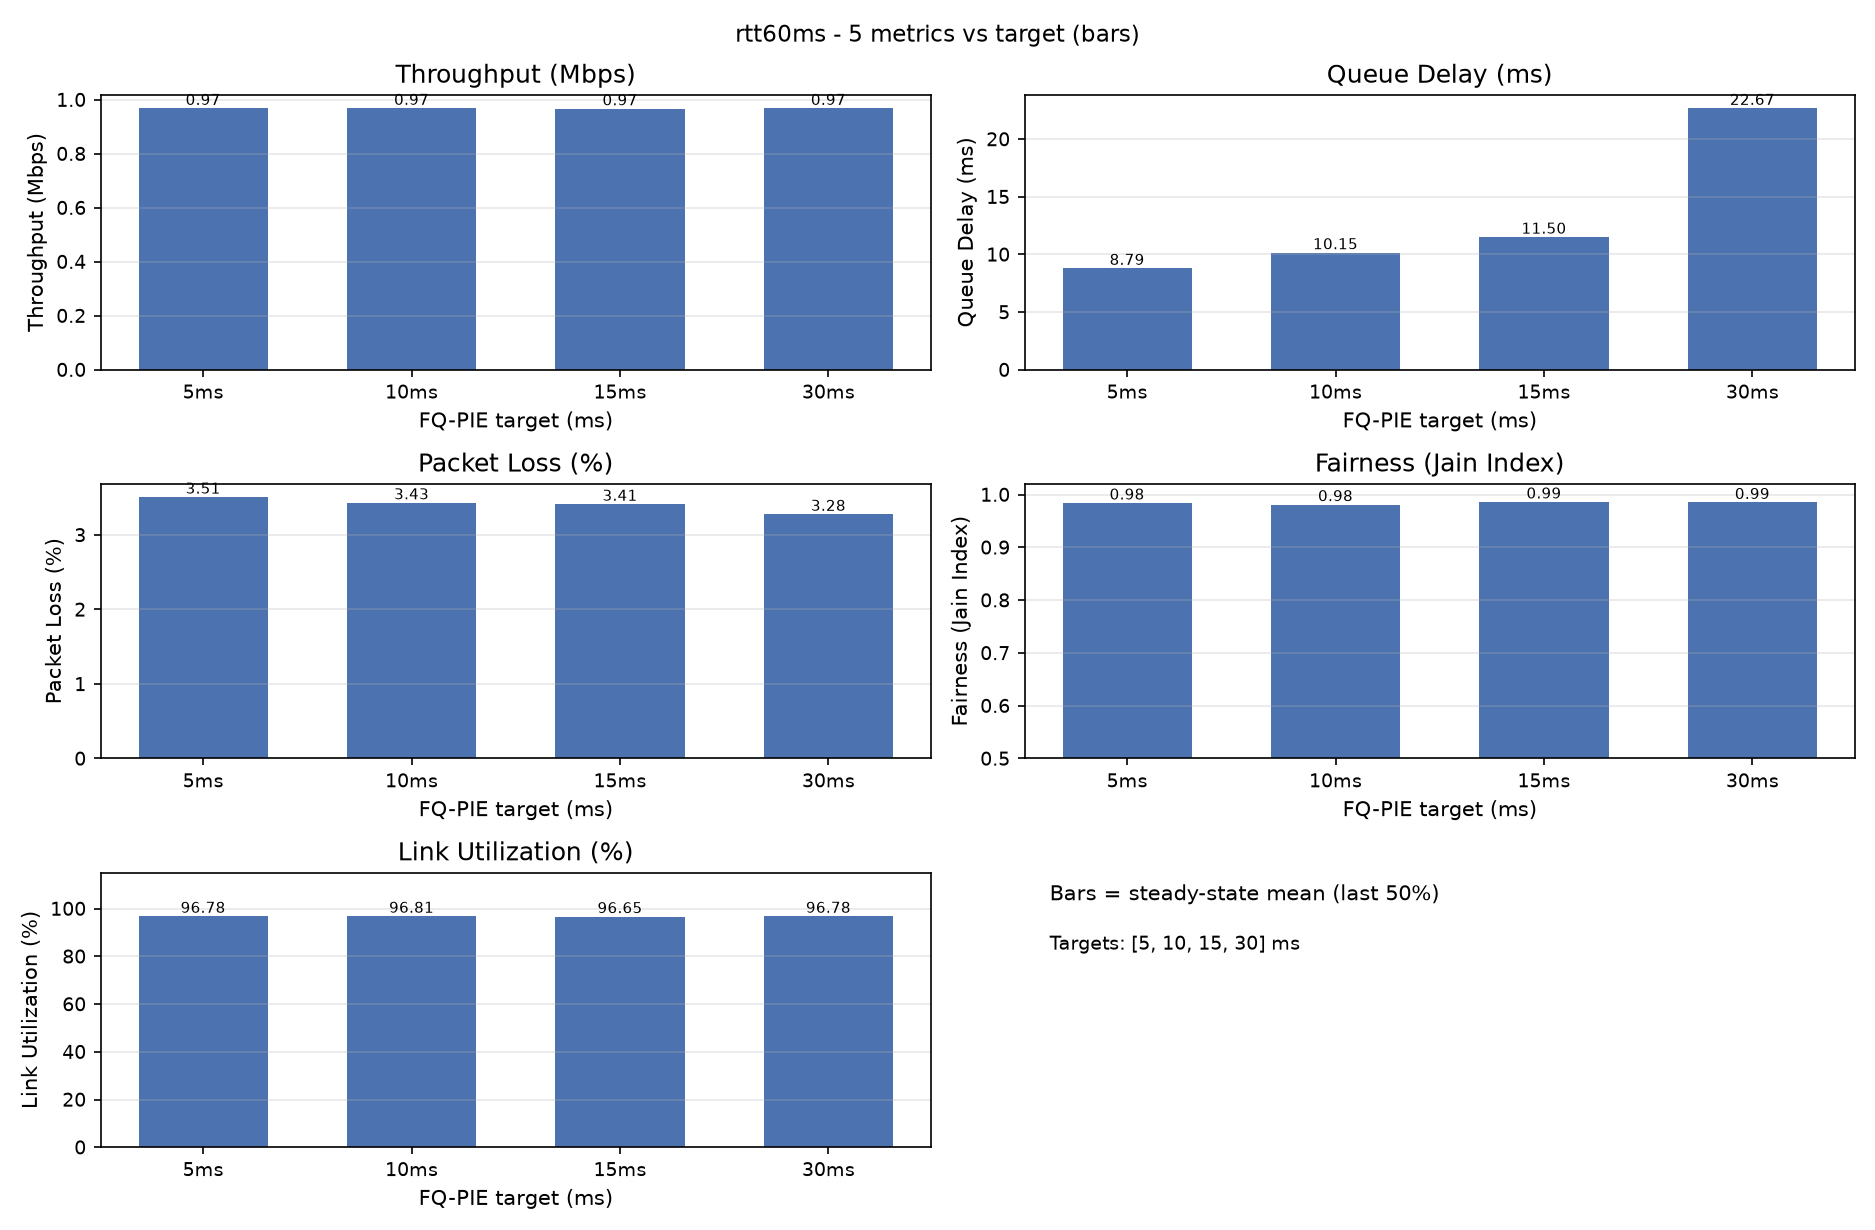 rtt60ms - 5 metrics vs target (bars)
Throughput (Mbps)
Throughput (Mbps)
1.0
0.8
0.6
0.4
0.2
0.0
0.97 0.97 0.97 0.97
5ms 10ms 15ms 30ms
FQ-PIE target (ms)
Queue Delay (ms)
Queue Delay (ms)
20
15
10
5
0
8.79 10.15 11.50 22.67
5ms 10ms 15ms 30ms
FQ-PIE target (ms)
Packet Loss (%)
Packet Loss (%)
3
2
1
0
3.51 3.43 3.41 3.28
5ms 10ms 15ms 30ms
FQ-PIE target (ms)
Fairness (Jain Index)
Fairness (Jain Index)
1.0
0.9
0.8
0.7
0.6
0.5
0.98 0.98 0.99 0.99
5ms 10ms 15ms 30ms
FQ-PIE target (ms)
Link Utilization (%)
Link Utilization (%)
100
80
60
40
20
0
96.78 96.81 96.65 96.78
5ms 10ms 15ms 30ms
FQ-PIE target (ms)
Bars = steady-state mean (last 50%)
Targets: [5, 10, 15, 30] ms